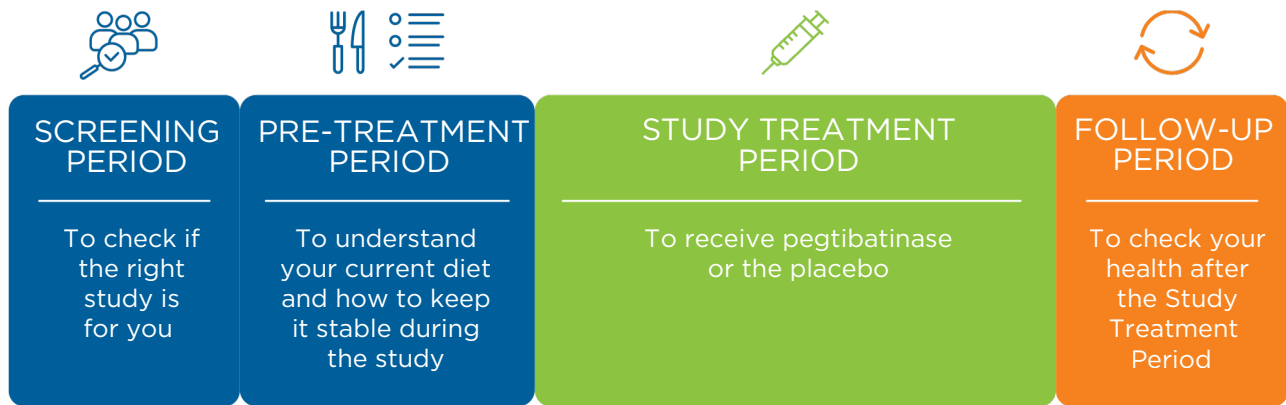 SCREENING
PERIOD
To check if
the right
study is
for you
PRE-TREATMENT
PERIOD
To understand
your current diet
and how to keep
it stable during
the study
STUDY TREATMENT
PERIOD
To receive pegtibatinase
or the placebo
FOLLOW-UP
PERIOD
To check your
health after
the Study
Treatment
Period